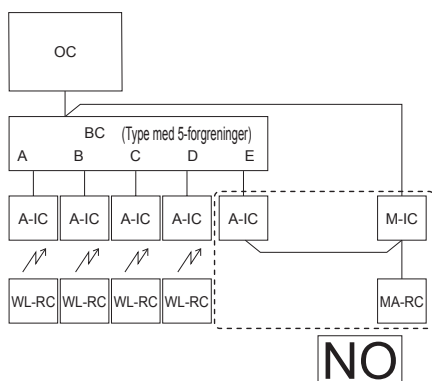 OC
BC (Type med 5-forgreninger)
A B C D E
A-IC A-IC A-IC A-IC A-IC M-IC
WL-RC WL-RC WL-RC WL-RC MA-RC
NO